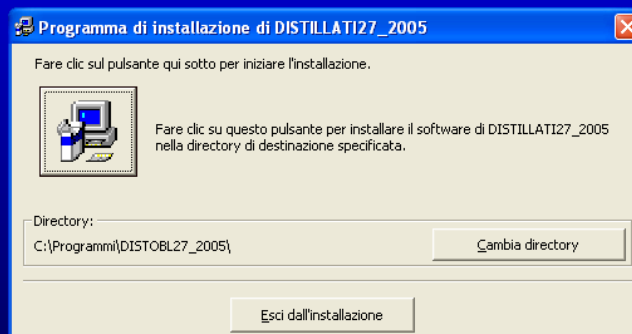 Programma di installazione di DISTILLATI27_2005
Fare clic sul pulsante qui sotto per iniziare l'installazione.
Fare clic su questo pulsante per installare il software di DISTILLATI27_2005
nella directory di destinazione specificata.
Directory:
C:\Programmi\DISTOBL27_2005\
Cambia directory
Esci dall'installazione